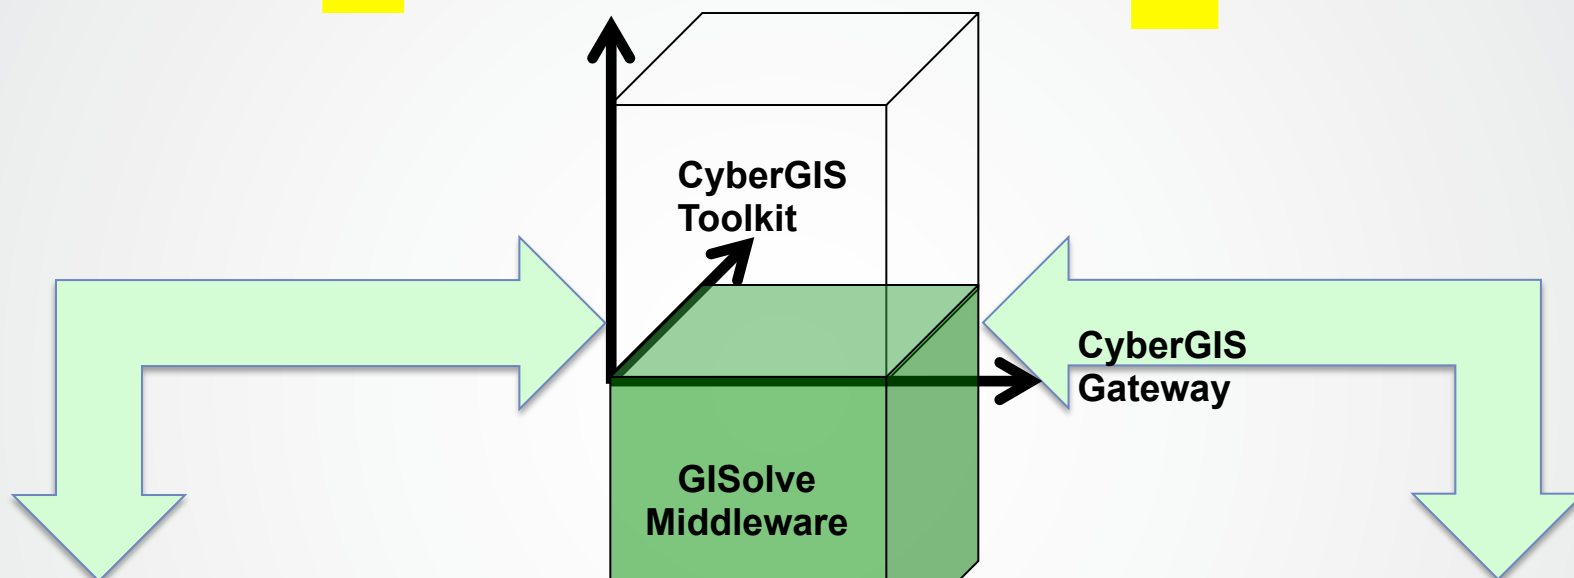 CyberGIS
Toolkit
CyberGIS
Gateway
GISolve
Middleware